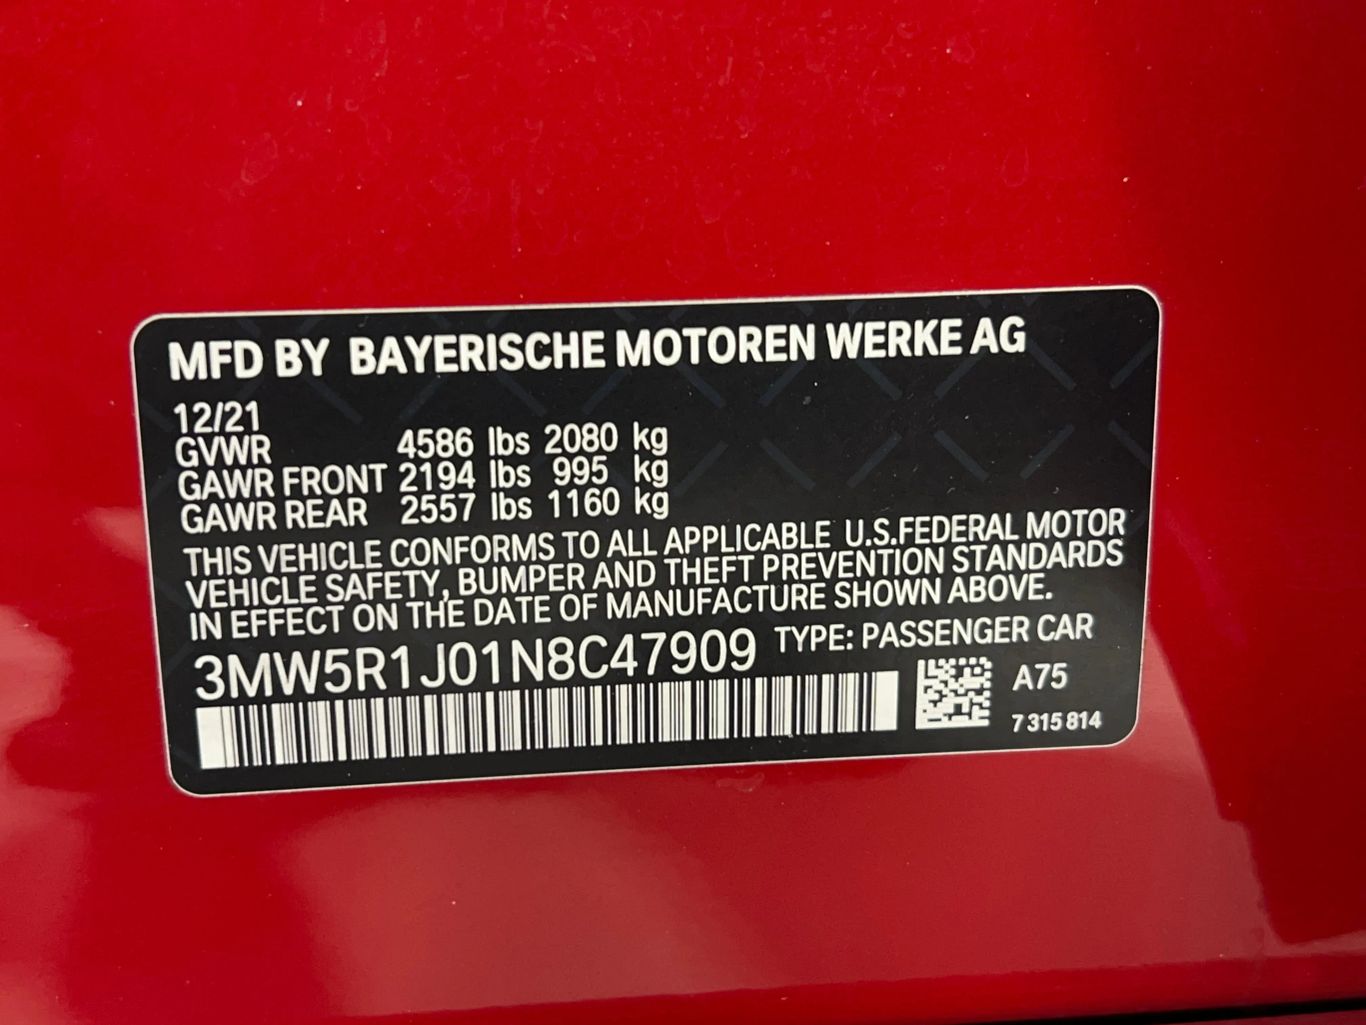 MFD BY BAYERISCHE MOTOREN WERKE AG
12/21
GVWR 4586 lbs 2080 kg
GAWR FRONT 2194 lbs 995 kg
GAWR REAR 2557 lbs 1160 kg
THIS VEHICLE CONFORMS TO ALL APPLICABLE U.S.FEDERAL MOTOR
VEHICLE SAFETY, BUMPER AND THEFT PREVENTION STANDARDS
IN EFFECT ON THE DATE OF MANUFACTURE SHOWN ABOVE.
3MW5R1J01N8C47909 TYPE: PASSENGER CAR
A75
7 315 814